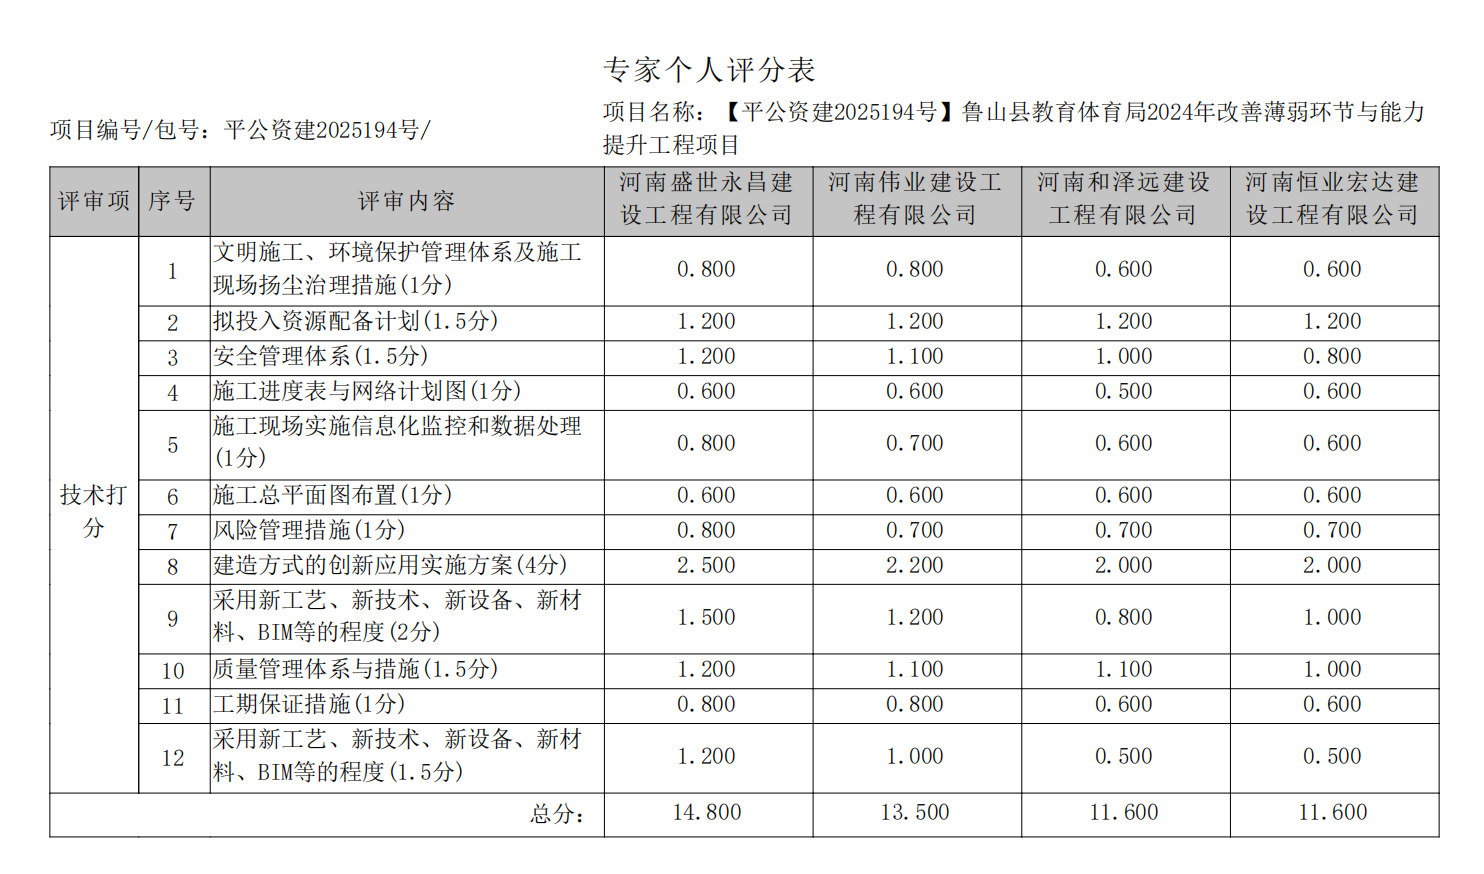 专家个人评分表
项目编号/包号：平公资建2025194号/
项目名称：【平公资建2025194号】鲁山县教育体育局2024年改善薄弱环节与能力
提升工程项目
评审项 序号 评审内容 河南盛世永昌建 河南伟业建设工 河南和泽远建设 河南恒业宏达建
设工程有限公司 程有限公司 工程有限公司 设工程有限公司
技术打
分
1 文明施工、环境保护管理体系及施工
现场扬尘治理措施(1分) 0.800 0.800 0.600 0.600
2 拟投入资源配备计划(1.5分) 1.200 1.200 1.200 1.200
3 安全管理体系(1.5分) 1.200 1.100 1.000 0.800
4 施工进度表与网络计划图(1分) 0.600 0.600 0.500 0.600
5 施工现场实施信息化监控和数据处理
(1分) 0.800 0.700 0.600 0.600
6 施工总平面图布置(1分) 0.600 0.600 0.600 0.600
7 风险管理措施(1分) 0.800 0.700 0.700 0.700
8 建造方式的创新应用实施方案(4分) 2.500 2.200 2.000 2.000
9 采用新工艺、新技术、新设备、新材
料、BIM等的程度(2分) 1.500 1.200 0.800 1.000
10 质量管理体系与措施(1.5分) 1.200 1.100 1.100 1.000
11 工期保证措施(1分) 0.800 0.800 0.600 0.600
12 采用新工艺、新技术、新设备、新材
料、BIM等的程度(1.5分) 1.200 1.000 0.500 0.500
总分： 14.800 13.500 11.600 11.600